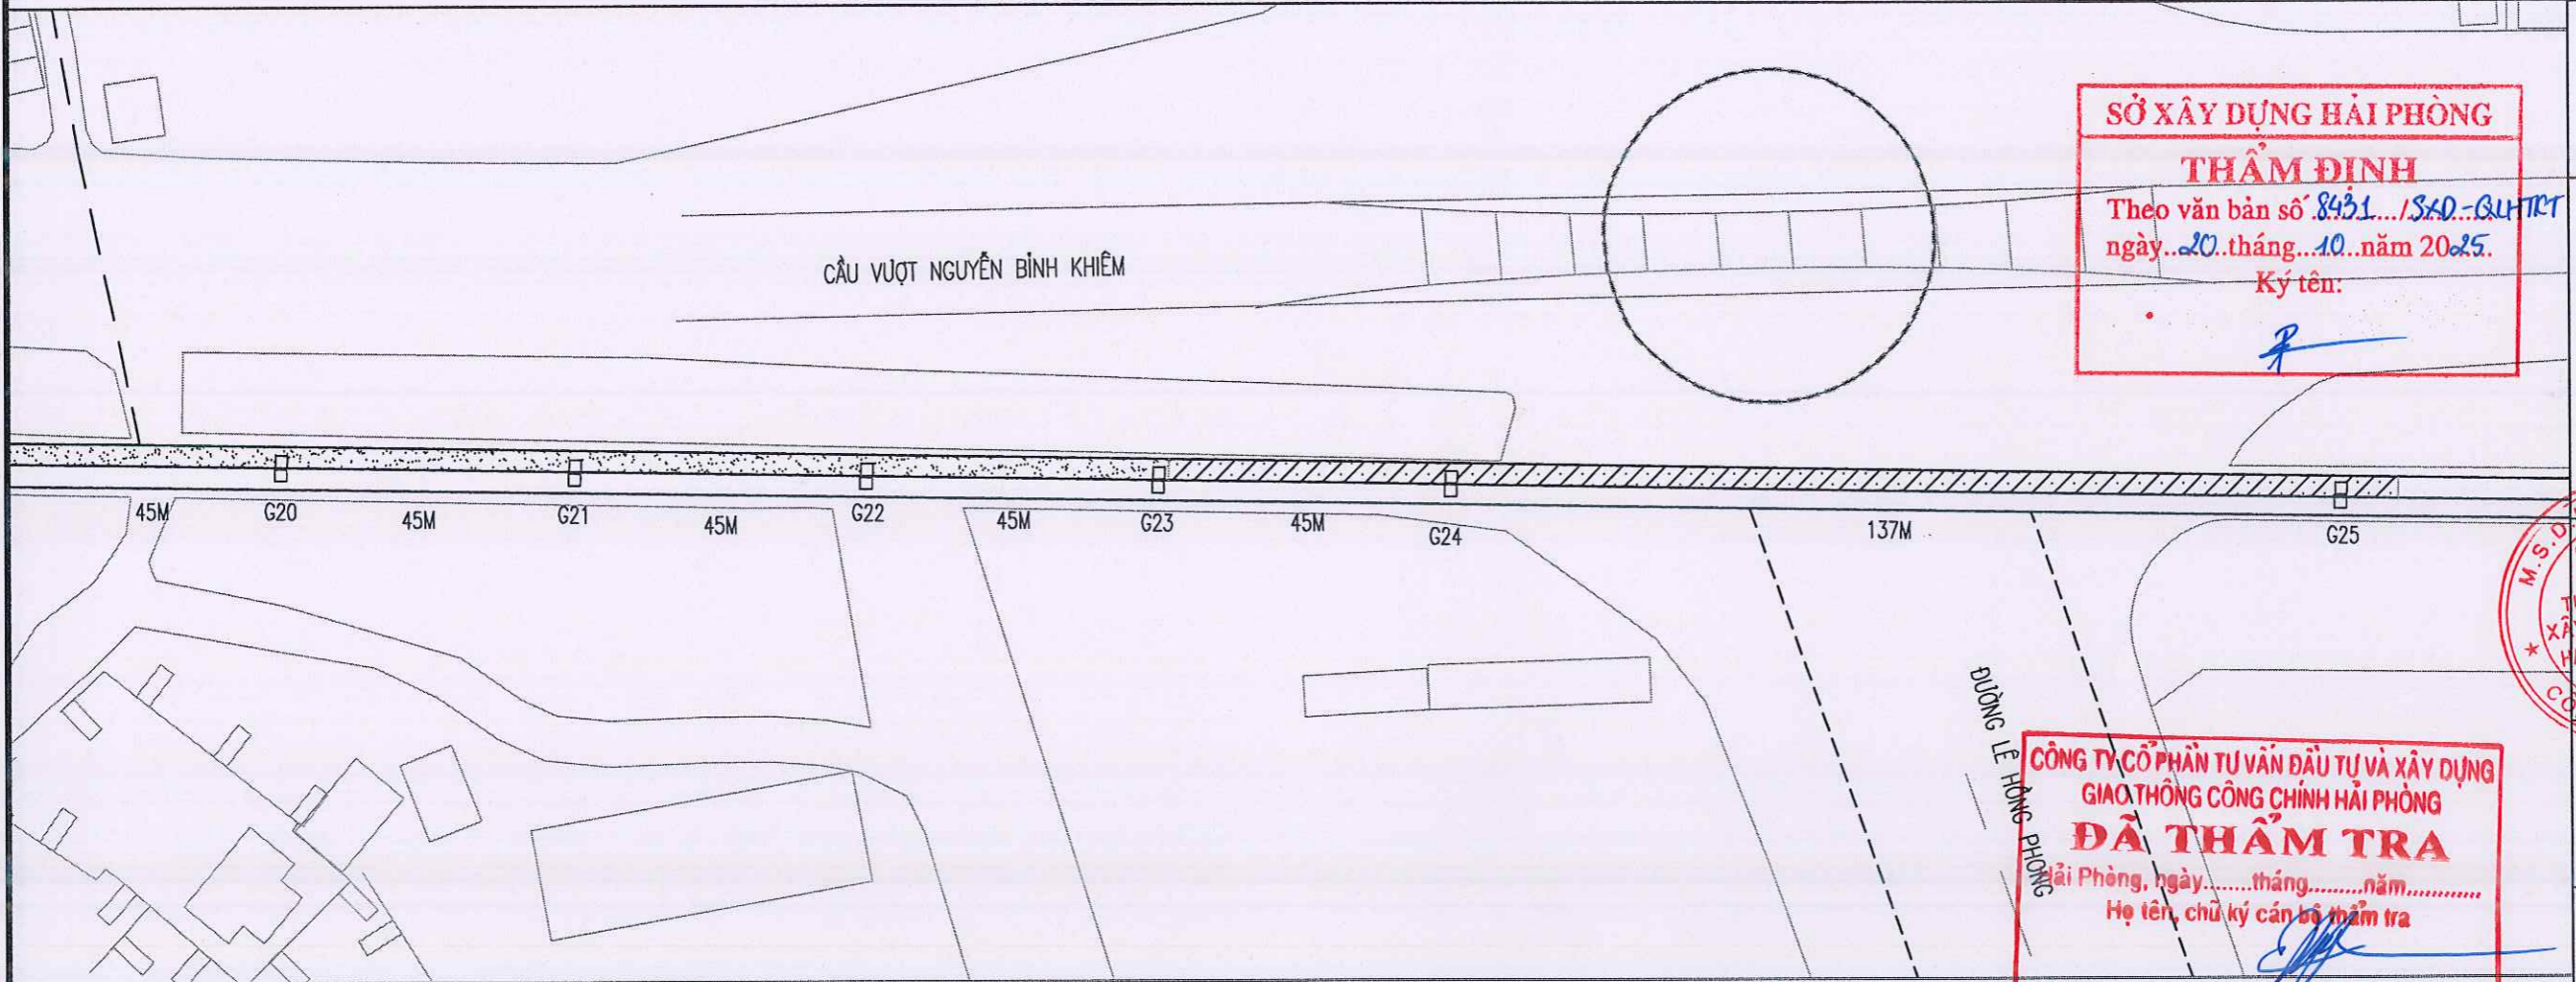 SỞ XÂY DỰNG HẢI PHÒNG
THẨM ĐỊNH
Theo văn bản số 8431.../SXD-QLHTKT
ngày...20..tháng...10...năm 2025.
Ký tên:
CẦU VƯỢT NGUYỄN BỈNH KHIÊM
45M
G20
45M
G21
45M
G22
45M
G23
45M
G24
137M
G25
M.S.D
XÂ
CÔ
ĐƯỜNG LÊ HỒNG PHONG
CÔNG TY CỔ PHẦN TƯ VẤN ĐẦU TƯ VÀ XÂY DỰNG
GIAO THÔNG CÔNG CHÍNH HẢI PHÒNG
ĐÃ THẨM TRA
Hải Phòng, ngày........tháng.........năm............
Họ tên, chữ ký cán bộ thẩm tra